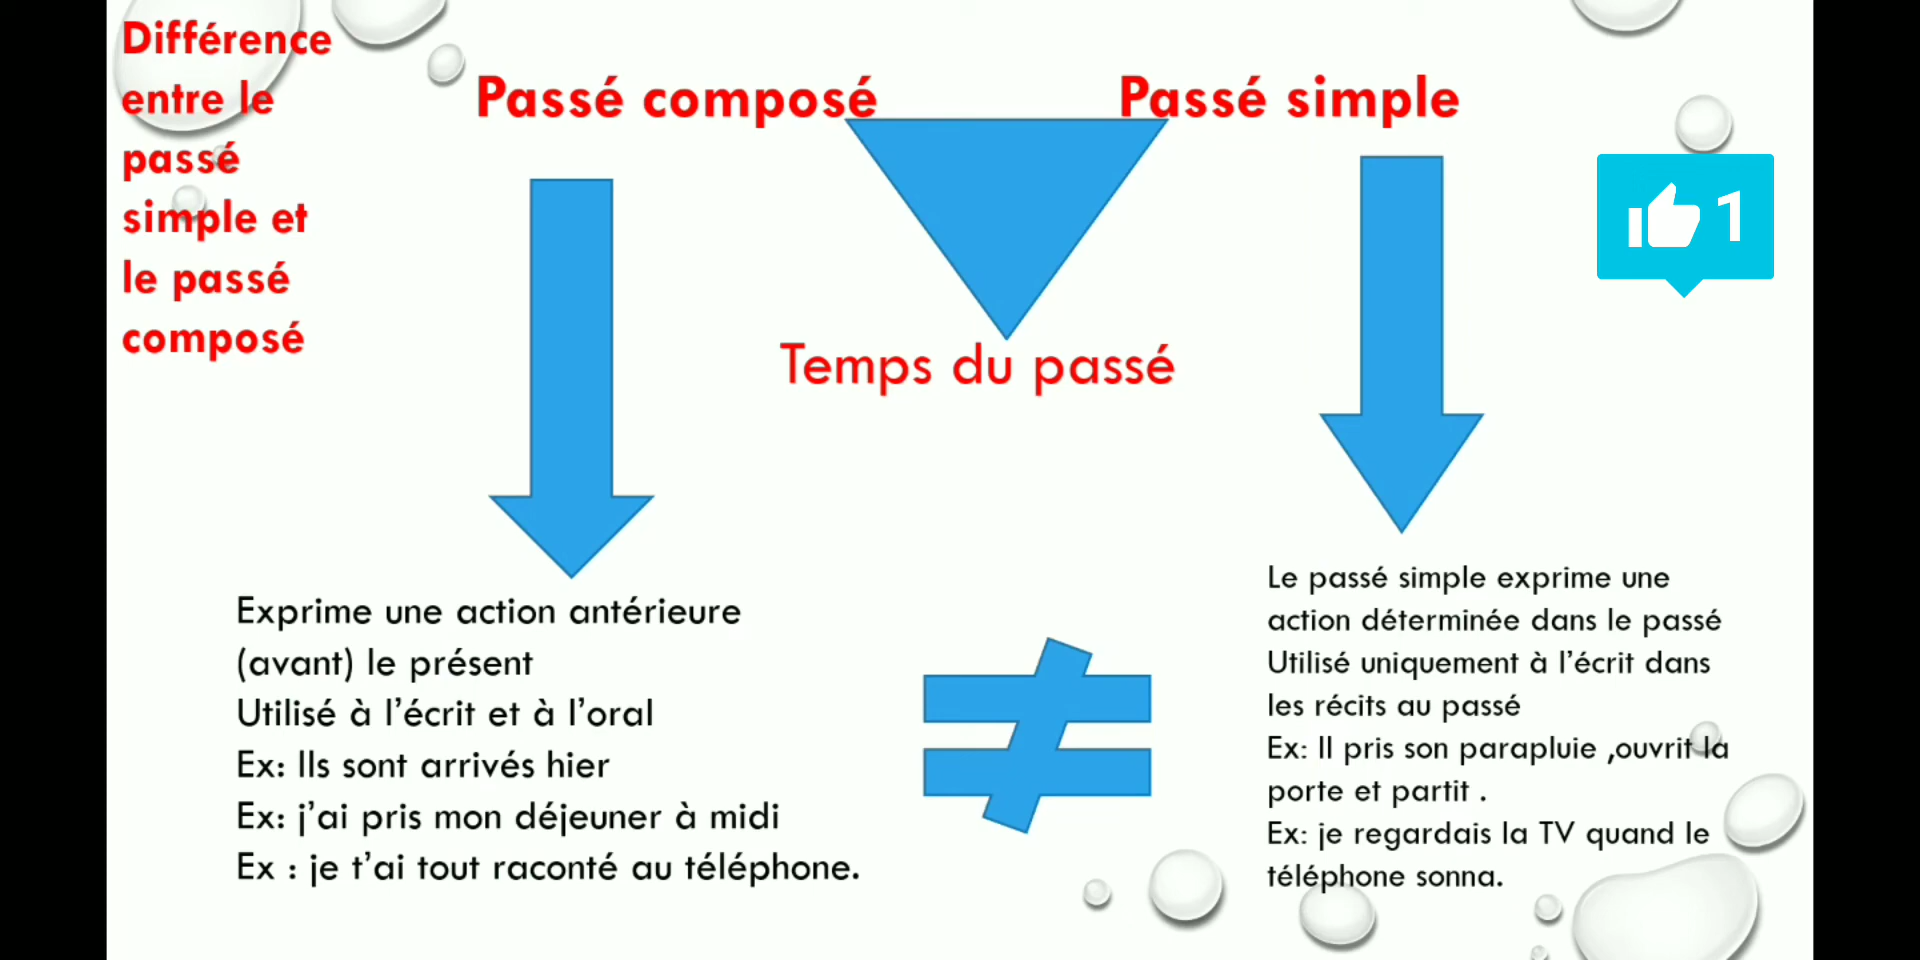 Différence
entre le
passé
simple et
le passé
composé
Passé composé
Passé simple
1
Temps du passé
Exprime une action antérieure
(avant) le présent
Utilisé à l’écrit et à l’oral
Ex: Ils sont arrivés hier
Ex: j’ai pris mon déjeuner à midi
Ex : je t’ai tout raconté au téléphone.
Le passé simple exprime une
action déterminée dans le passé
Utilisé uniquement à l’écrit dans
les récits au passé
Ex: Il pris son parapluie ,ouvrit la
porte et partit .
Ex: je regardais la TV quand le
téléphone sonna.